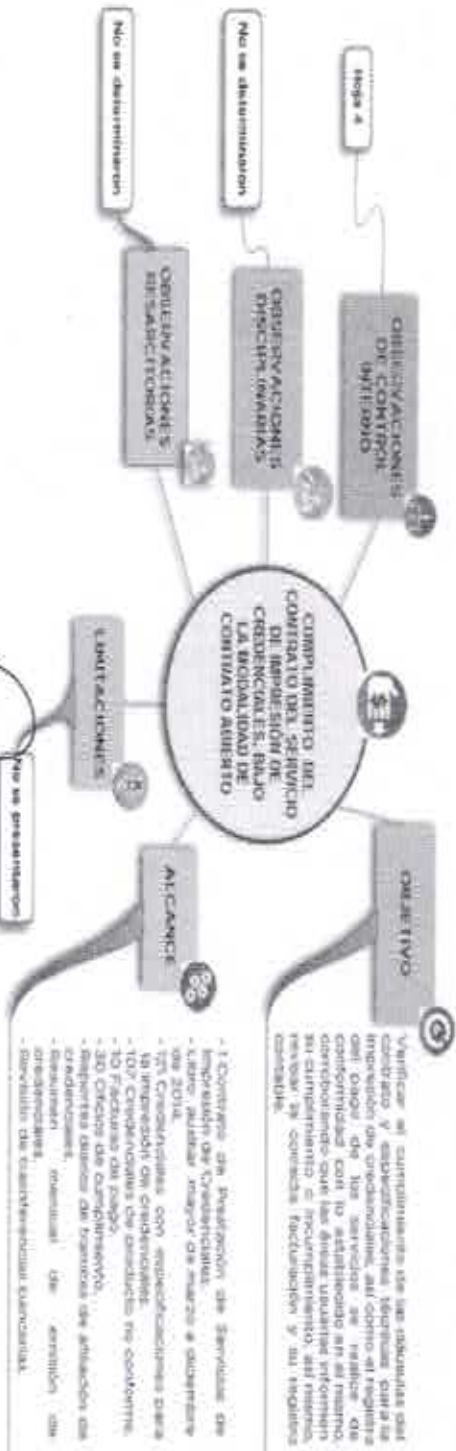 COMPLIMIENTO DEL
CONTRATO DEL SERVICIO
DE IMPRESIÓN DE
CREDENCIALES, BAJO
LA MODALIDAD DE
CONTRATO ABIERTO
OBJETIVO
Verificar el cumplimiento de las cláusulas del
contrato y especificaciones técnicas para la
impresión de credenciales, así como el registro
del pago de los servicios se realice de
conformidad con lo establecido en el mismo,
corroborando que las áreas usuarias informen
su cumplimiento o incumplimiento, así mismo,
revisar la correcta facturación y su registro
contable.
ALCANCE
- 1 Contrato de Prestación de Servicios de
Impresión de Credenciales.
- Libro auxiliar mayor de marzo a diciembre
de 2014.
- 125 Credenciales con especificaciones para
la impresión de credenciales.
- 107 Credenciales de producto no conforme.
- 10 Facturas de pago.
- 30 Oficios de cumplimiento.
- Reportes diarios de trámites de afiliación de
credenciales.
- Resumen mensual de emisión de
credenciales.
- Revisión de transferencias bancarias.
LIMITACIONES
No se presentaron
OBSERVACIONES
DE CONTROL
INTERNO
Hoja 4
OBSERVACIONES
DISCIPLINARIAS
No se determinaron
OBSERVACIONES
RESARCITORIAS
No se determinaron